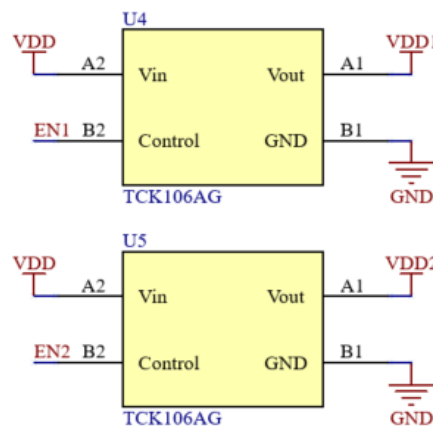 U4
VDD A2 Vin Vout A1 VDD1
EN1 B2 Control GND B1
TCK106AG GND
U5
VDD A2 Vin Vout A1 VDD2
EN2 B2 Control GND B1
TCK106AG GND